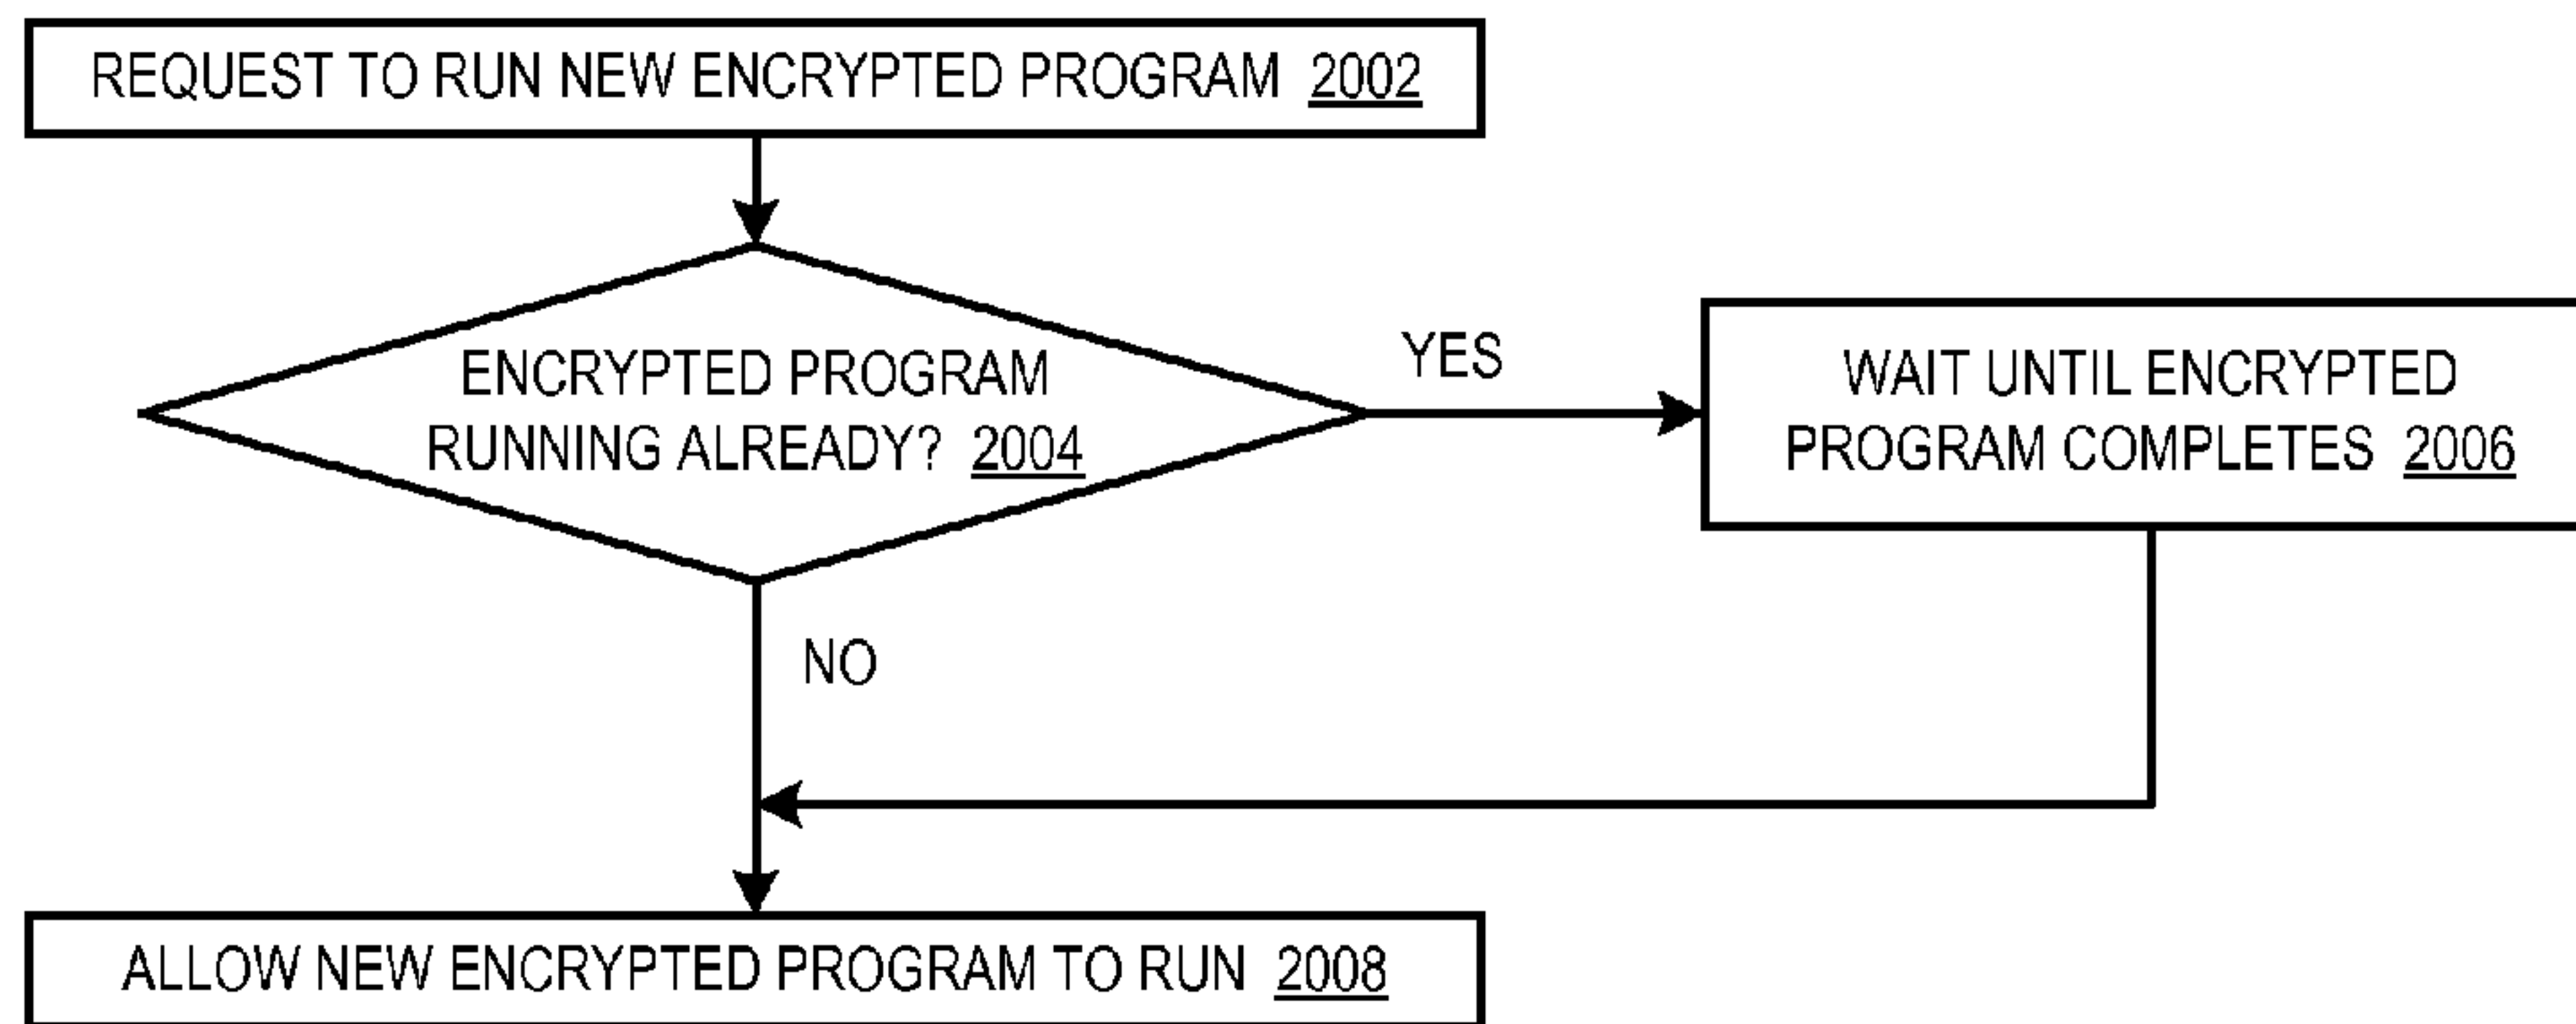 REQUEST TO RUN NEW ENCRYPTED PROGRAM 2002
ENCRYPTED PROGRAM
RUNNING ALREADY? 2004
YES
WAIT UNTIL ENCRYPTED
PROGRAM COMPLETES 2006
NO
ALLOW NEW ENCRYPTED PROGRAM TO RUN 2008